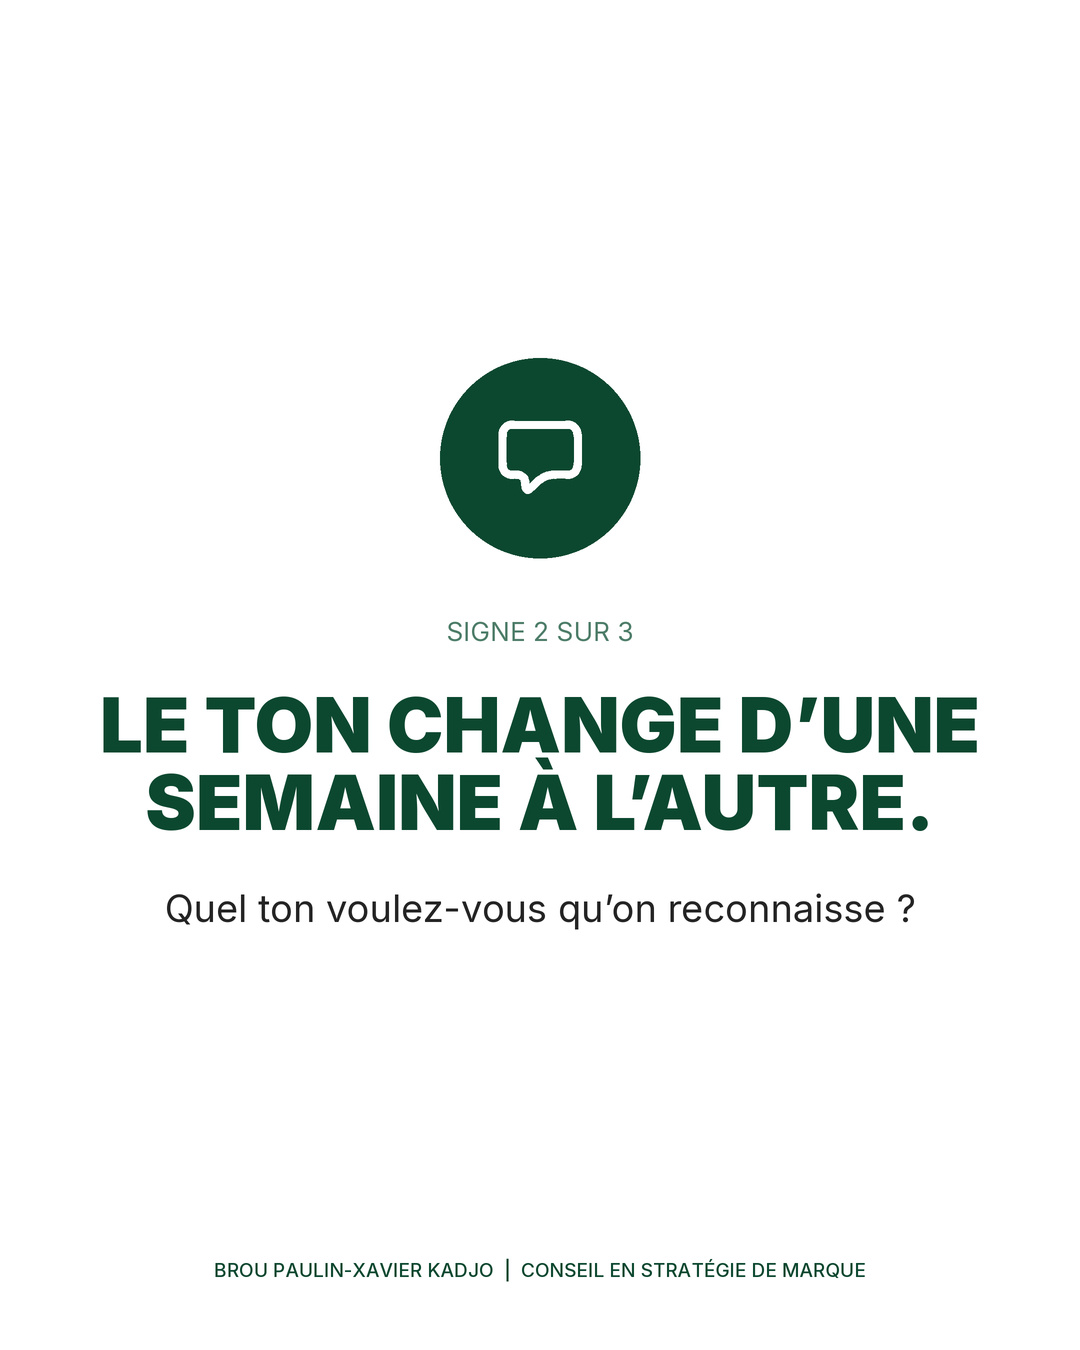 SIGNE 2 SUR 3
LE TON CHANGE D’UNE
SEMAINE À L’AUTRE.
Quel ton voulez-vous qu’on reconnaisse ?
BROU PAULIN-XAVIER KADJO | CONSEIL EN STRATÉGIE DE MARQUE